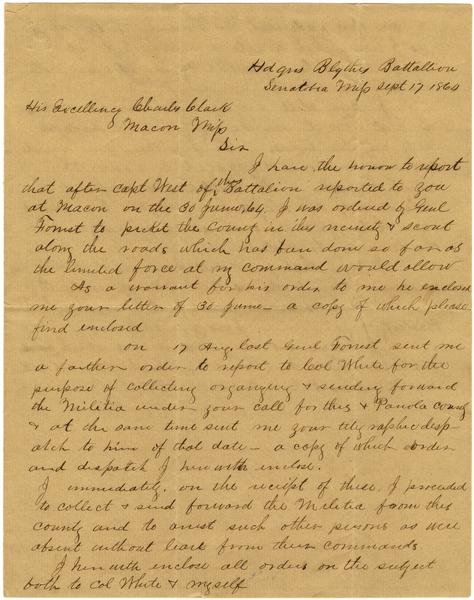 Hdqrs Blythes Battallion
Senatobia Miss Sept 17 1864
His Excellency Charles Clark
Macon Miss
Sir
I have the honor to report
that after Capt West of this Battalion reported to you
at Macon on the 30 June, 64. I was ordered by Genl
Forrest to picket the County in this vicinity & scout
along the roads which has been done so far as
the limited force at my command would allow
As a warrant for his order to me he enclosed
me your letter of 30 June – a copy of which please
find enclosed
on 17 Aug last Genl Forrest sent me
a farther order to report to Col White for the
purpose of collecting organizing & sending forward
the Militia under your call for this & Panola County
& at the same time sent me your telegraphic disp-
atch to him of that date – a copy of which order
and dispatch I herewith enclose.
I immediately, on the receipt of these, I proceeded
to collect & send forward the Militia from this
county and to arrest such other persons as were
absent without leave from their commands.
I herewith enclose all orders on the subject
both to Col White & myself